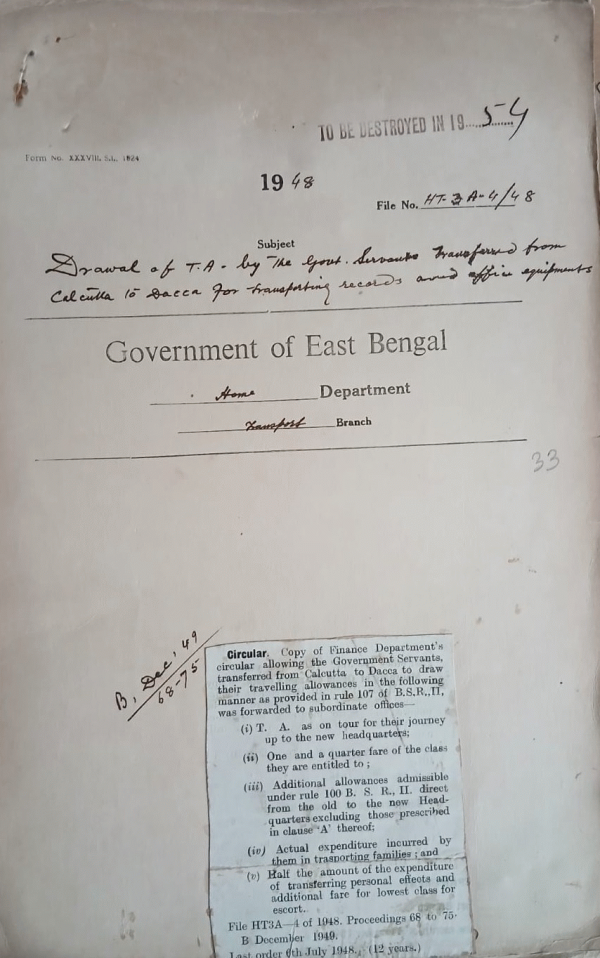 TO BE DESTROYED IN 19.....54
Form No. XXXVIII, S.L. 1824
1948
File No. HT-3A-4/48
Subject
Drawal of T.A. by the Govt. Servants transferred from
Calcutta to Dacca for transporting records and office equipments
Government of East Bengal
Home Department
Transport Branch
33
B, Dec, 49
68-75
Circular. Copy of Finance Department's
circular allowing the Government Servants,
transferred from Calcutta to Dacca to draw
their travelling allowances in the following
manner as provided in rule 107 of B.S.R., II,
was forwarded to subordinate offices—
(i) T. A. as on tour for their journey
up to the new headquarters;
(ii) One and a quarter fare of the class
they are entitled to ;
(iii) Additional allowances admissible
under rule 100 B. S. R., II. direct
from the old to the new Head-
quarters excluding those prescribed
in clause 'A' thereof;
(iv) Actual expenditure incurred by
them in trasporting families ; and
(v) Half the amount of the expenditure
of transferring personal effects and
additional fare for lowest class for
escort.
File HT3A—4 of 1948. Proceedings 68 to 75-
B December 1949.
Last order 6th July 1948., (12 years.)